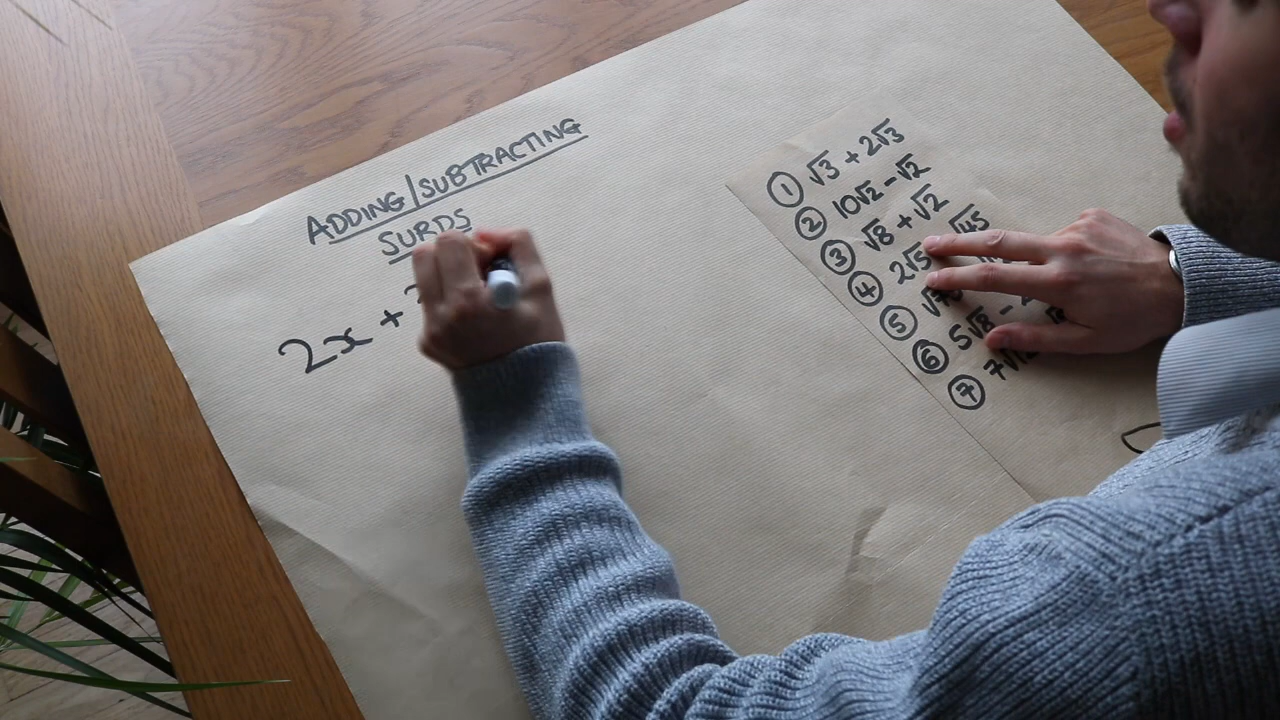 ADDING/SUBTRACTING
SURDS
2x +
① √3 + 2√3
② 10√2 - √2
③ √8 + √2
④ 2√5 √45
⑤
⑥ 5√8 -
⑦